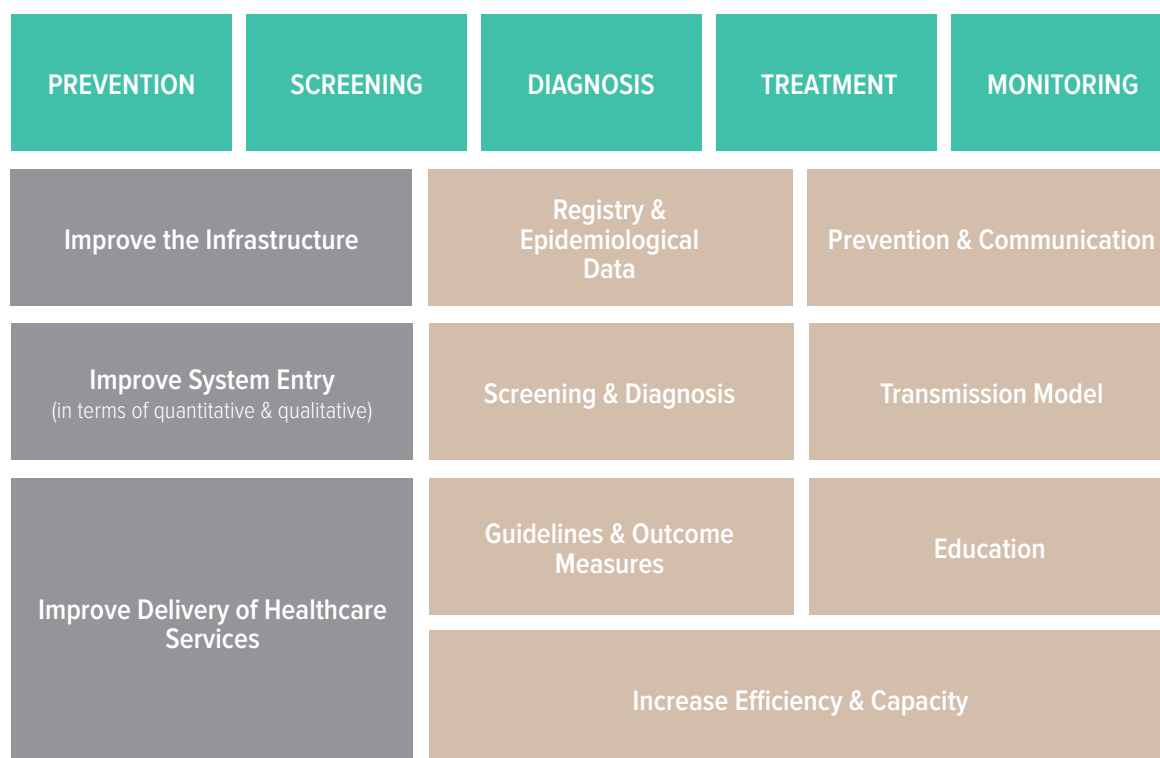 PREVENTION
SCREENING
DIAGNOSIS
TREATMENT
MONITORING
Improve the Infrastructure
Registry &
Epidemiological
Data
Prevention & Communication
Improve System Entry
(in terms of quantitative & qualitative)
Screening & Diagnosis
Transmission Model
Improve Delivery of Healthcare
Services
Guidelines & Outcome
Measures
Education
Increase Efficiency & Capacity